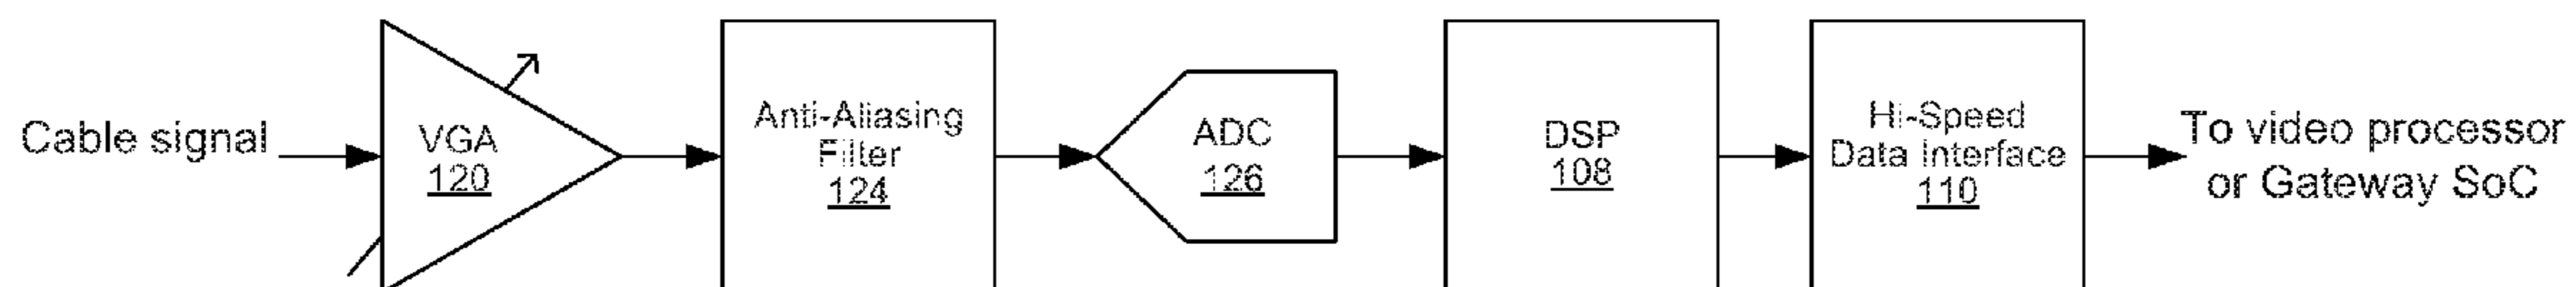 Cable signal
VGA
120
Anti-Aliasing
Filter
124
ADC
126
DSP
108
Hi-Speed
Data Interface
110
To video processor
or Gateway SoC